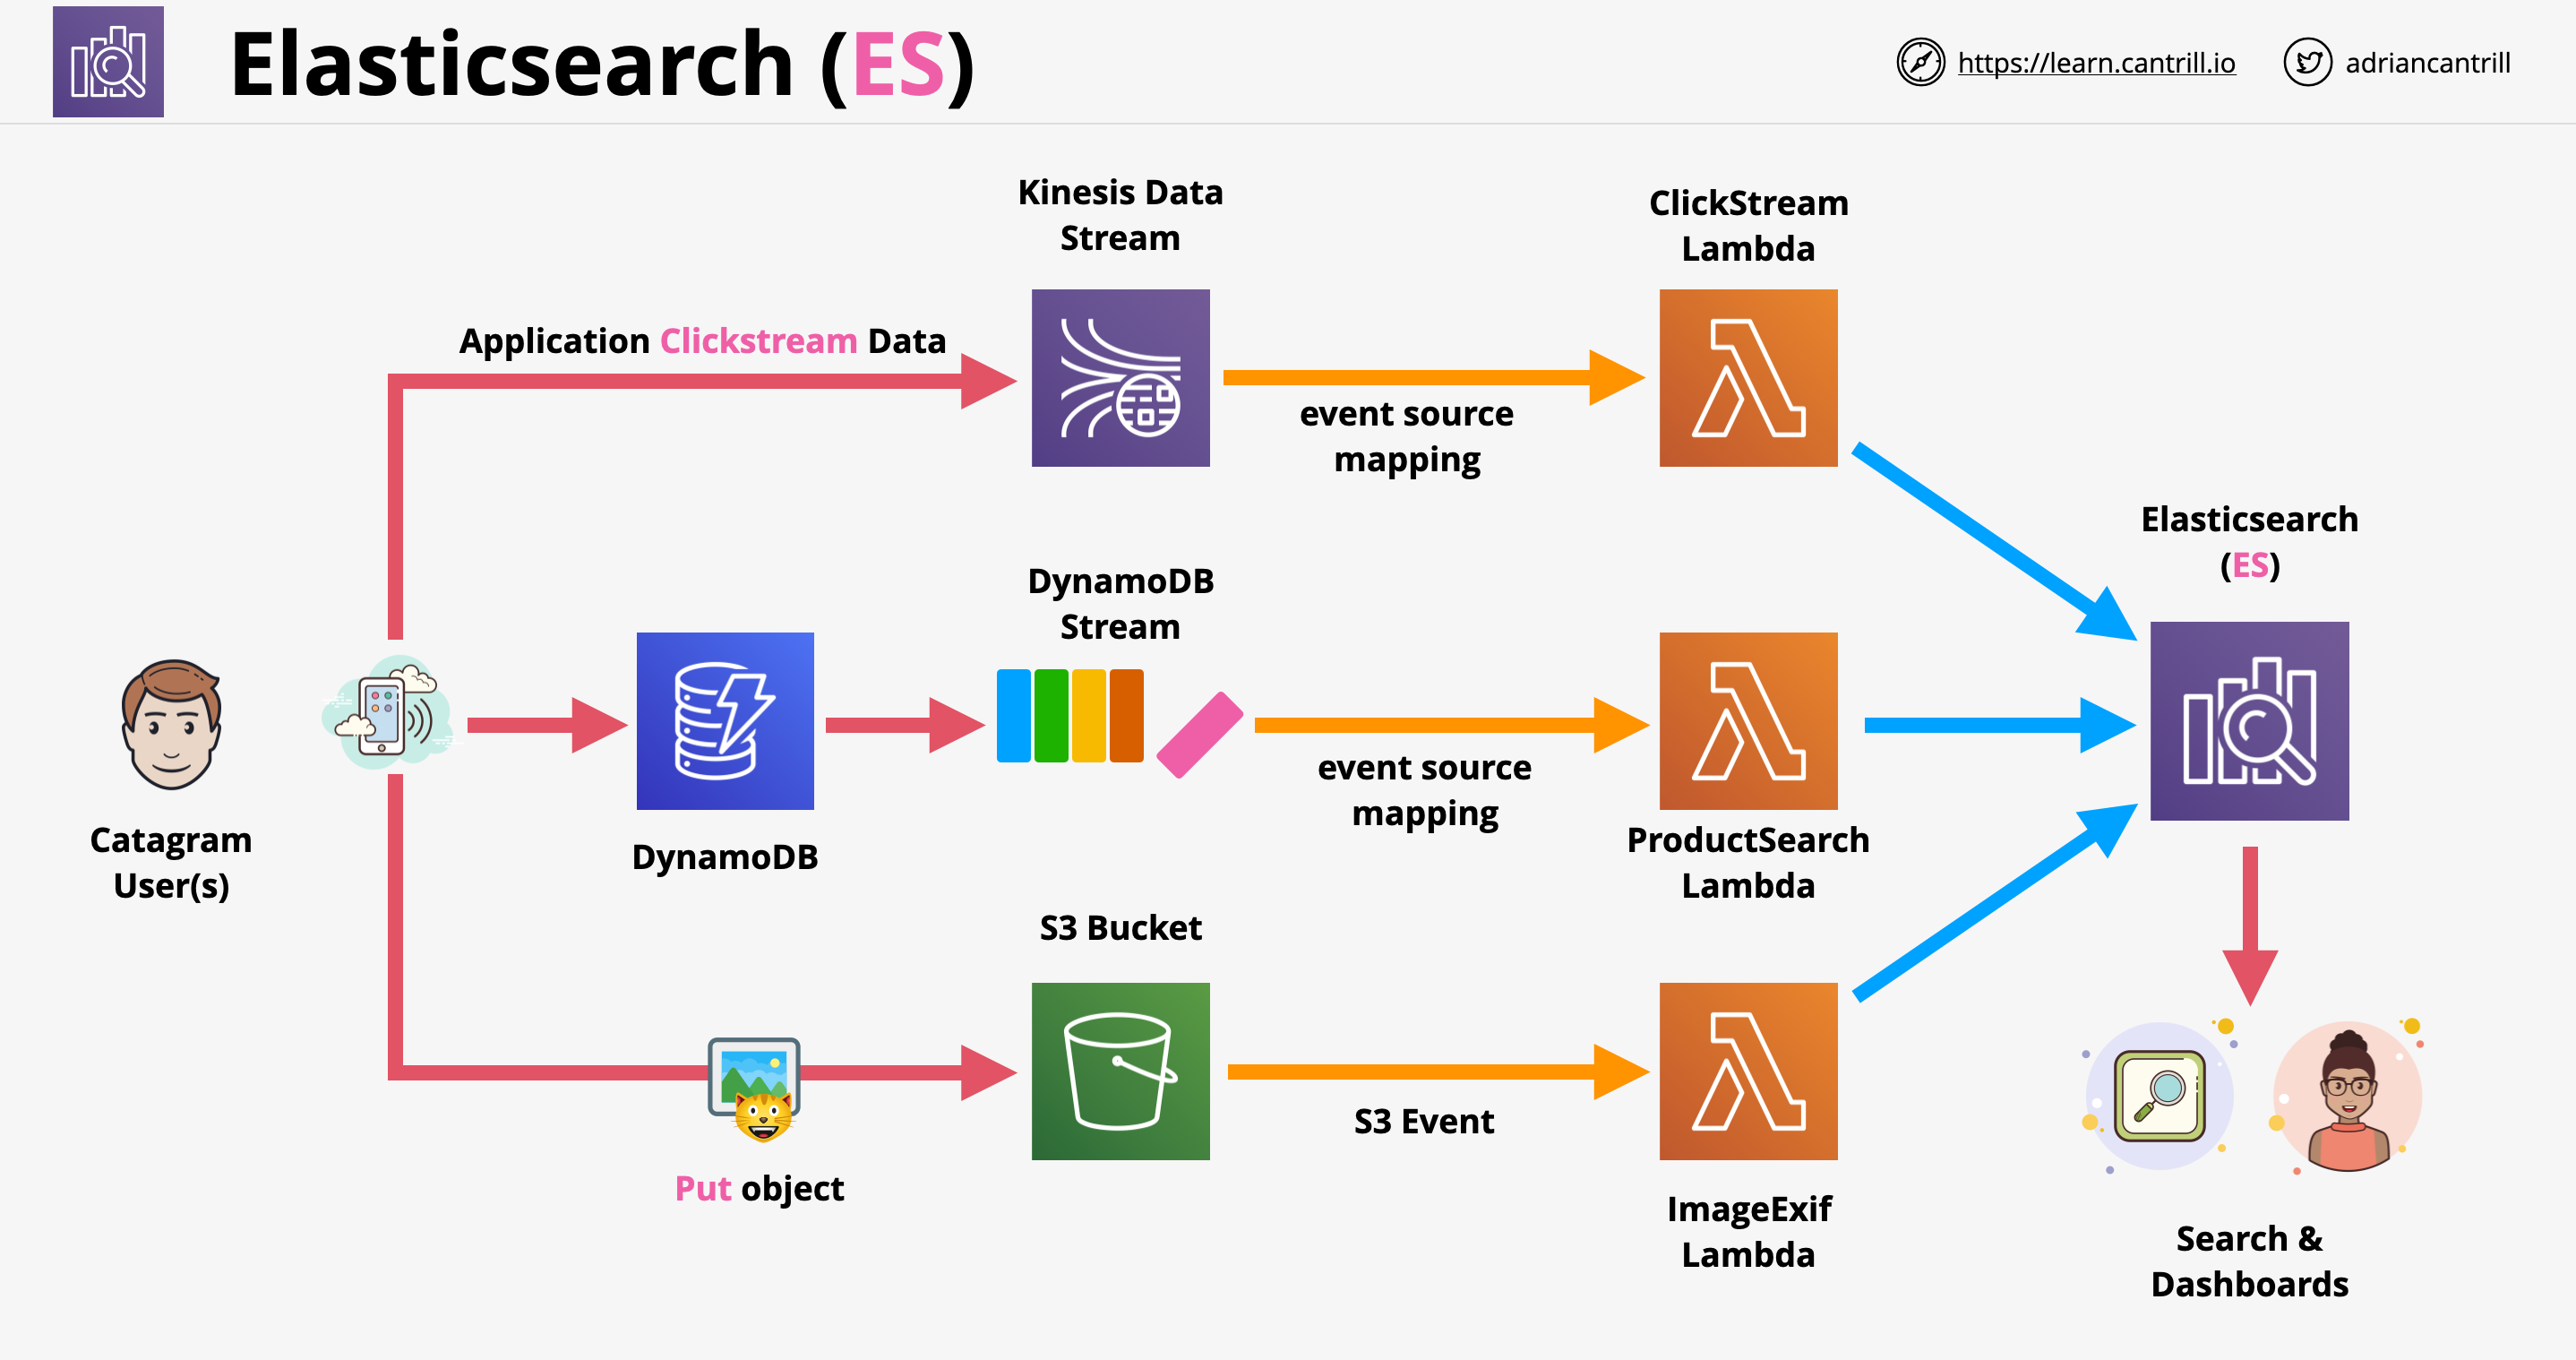 Elasticsearch (ES)
https://learn.cantrill.io
adriancantrill
Kinesis Data
Stream
ClickStream
Lambda
Application Clickstream Data
event source
mapping
Elasticsearch
(ES)
DynamoDB
Stream
event source
mapping
Catagram
User(s)
DynamoDB
ProductSearch
Lambda
S3 Bucket
S3 Event
Put object
ImageExif
Lambda
Search &
Dashboards